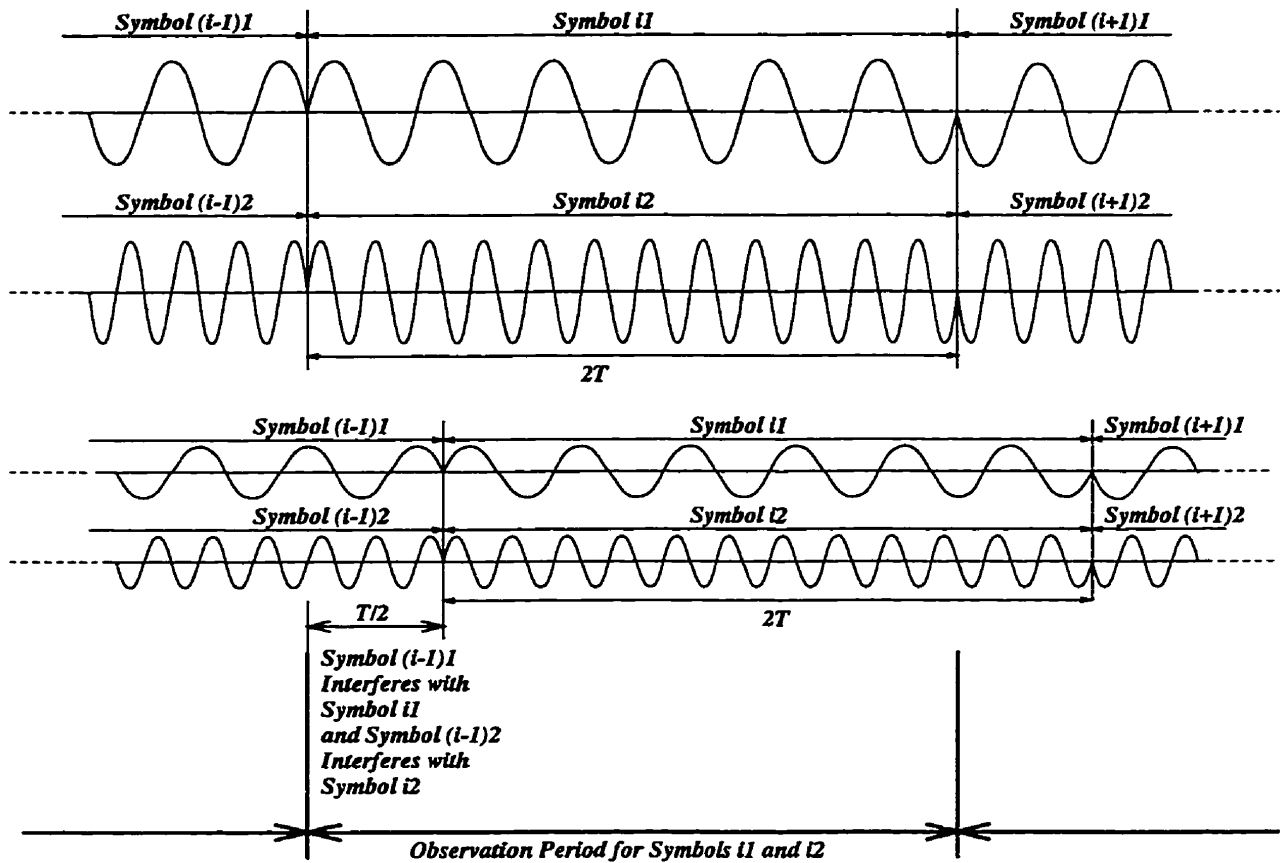 Symbol (i-1)1 Symbol i1 Symbol (i+1)1
Symbol (i-1)2 Symbol i2 Symbol (i+1)2
2T
Symbol (i-1)1 Symbol i1 Symbol (i+1)1
Symbol (i-1)2 Symbol i2 Symbol (i+1)2
T/2 2T
Symbol (i-1)1
Interferes with
Symbol i1
and Symbol (i-1)2
Interferes with
Symbol i2
Observation Period for Symbols i1 and i2